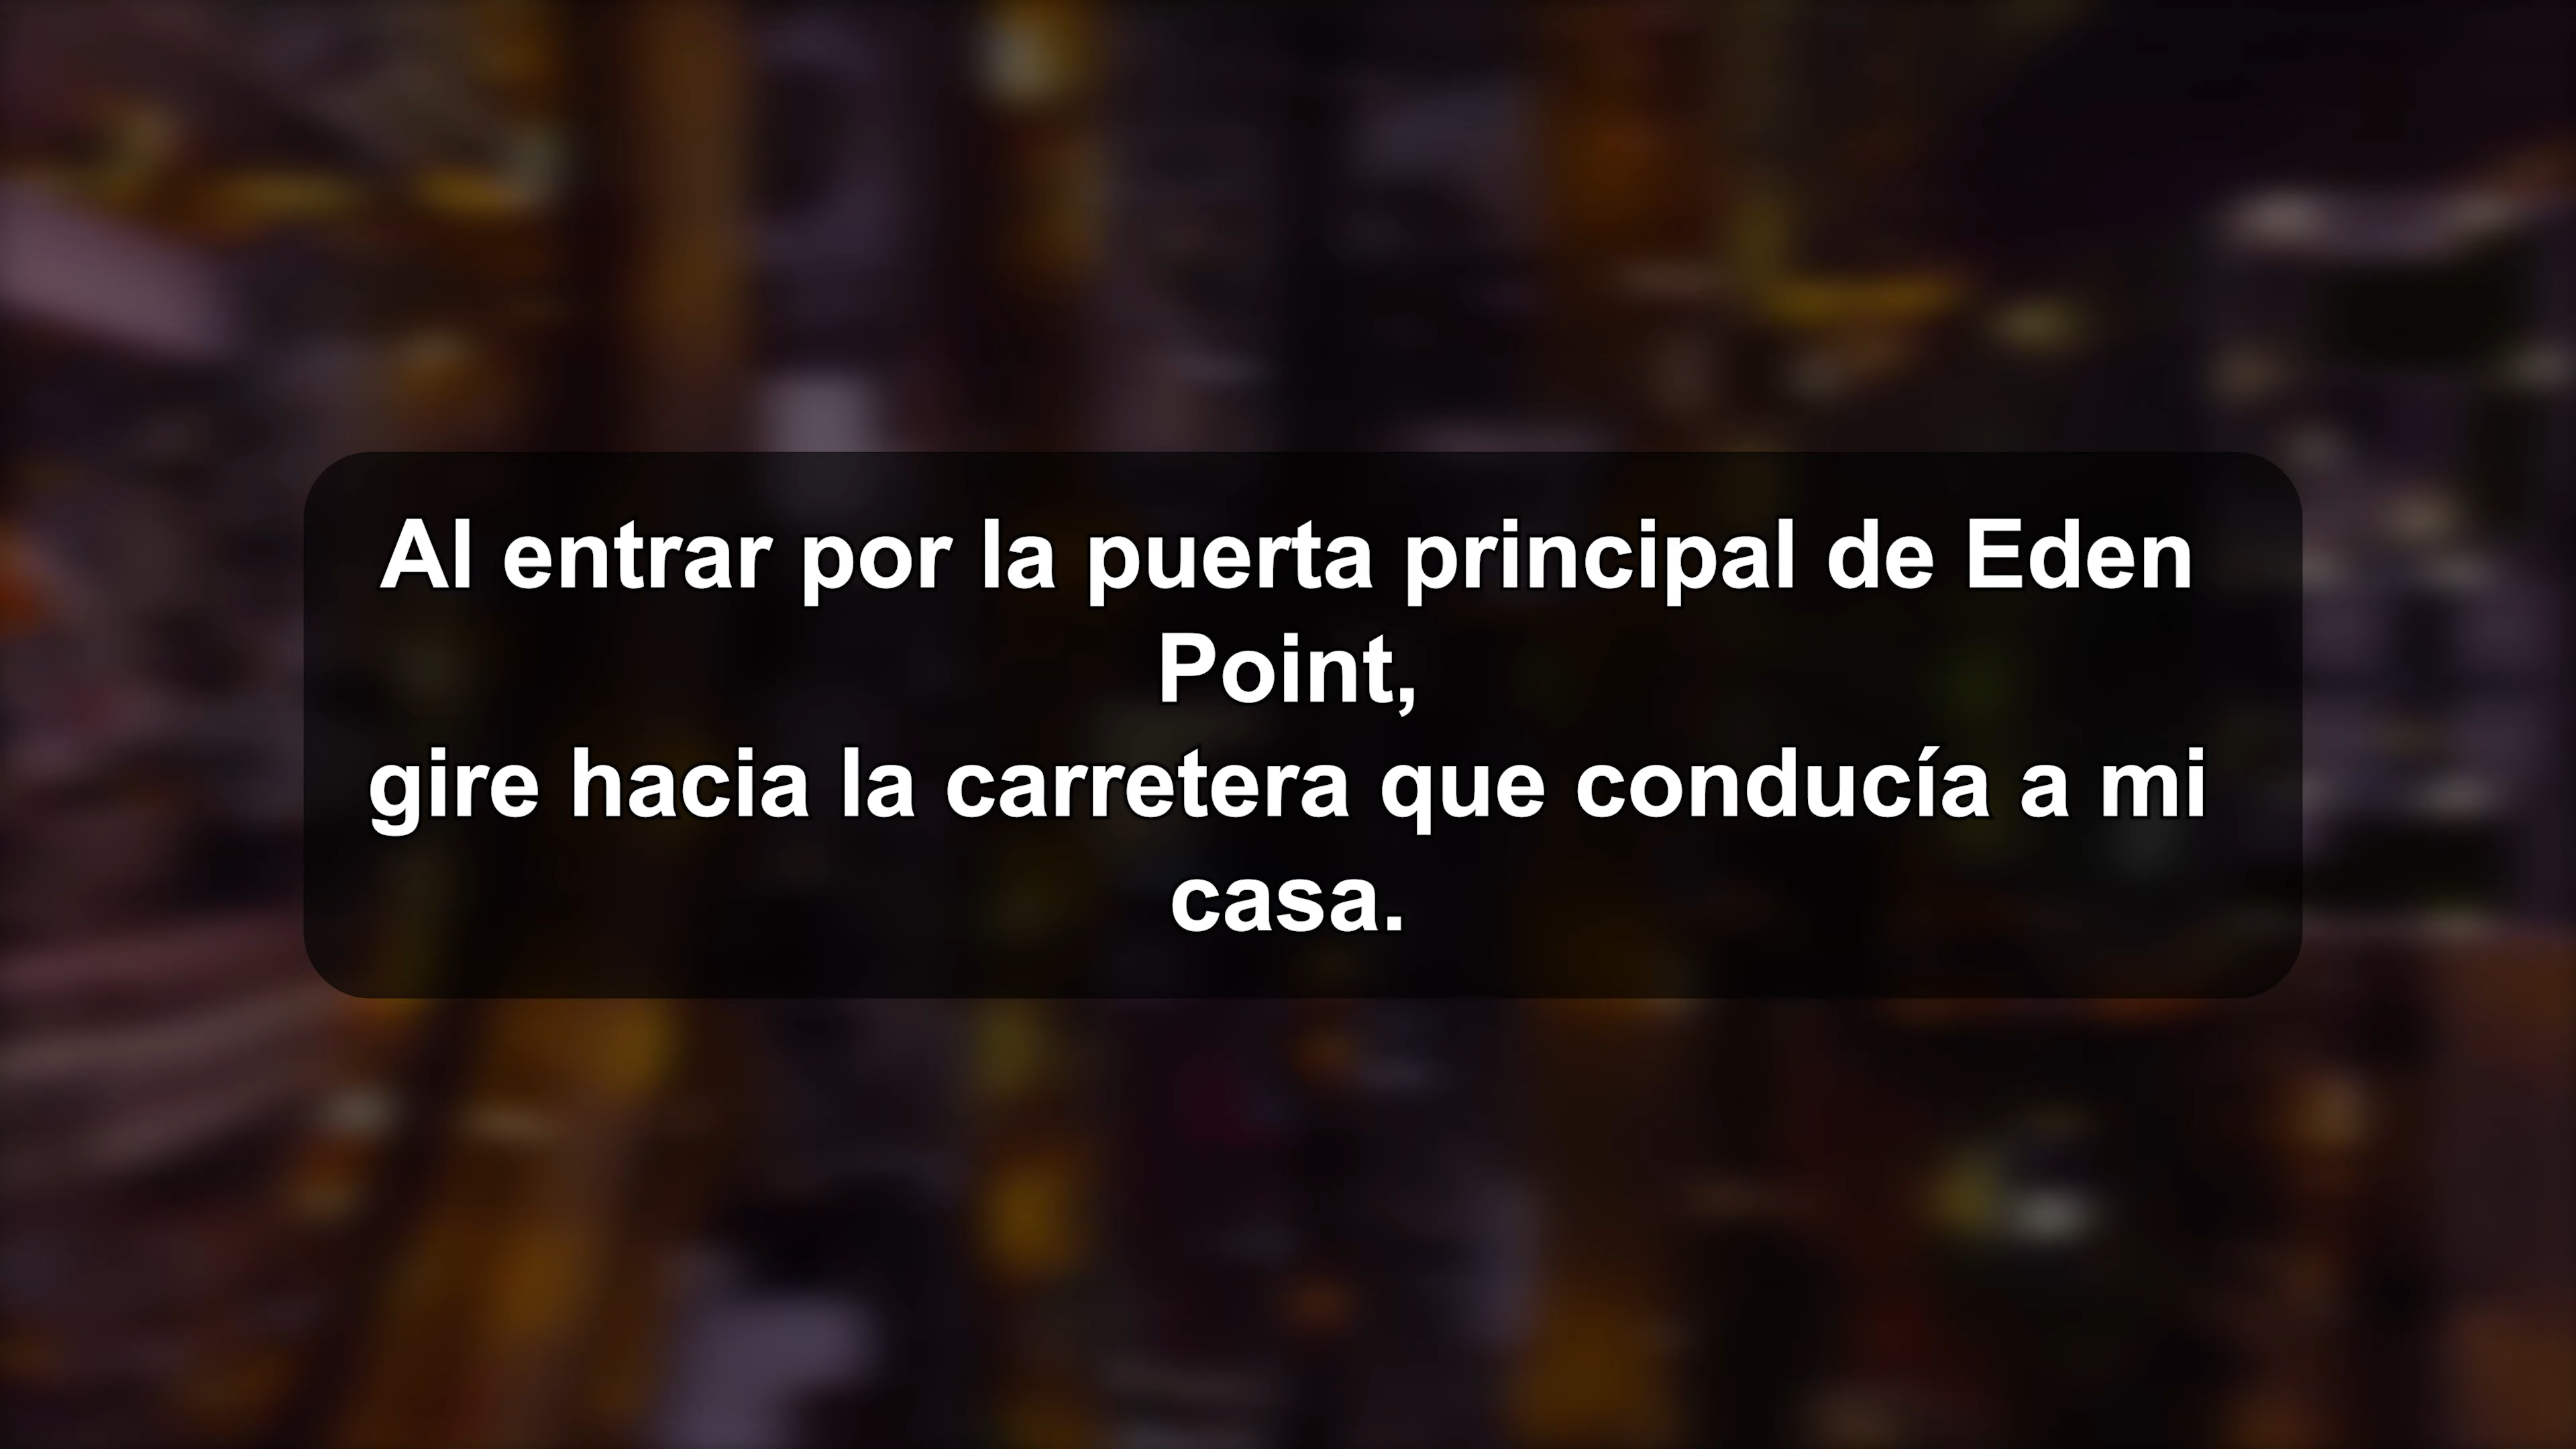 Al entrar por la puerta principal de Eden
Point,
gire hacia la carretera que conducía a mi
casa.